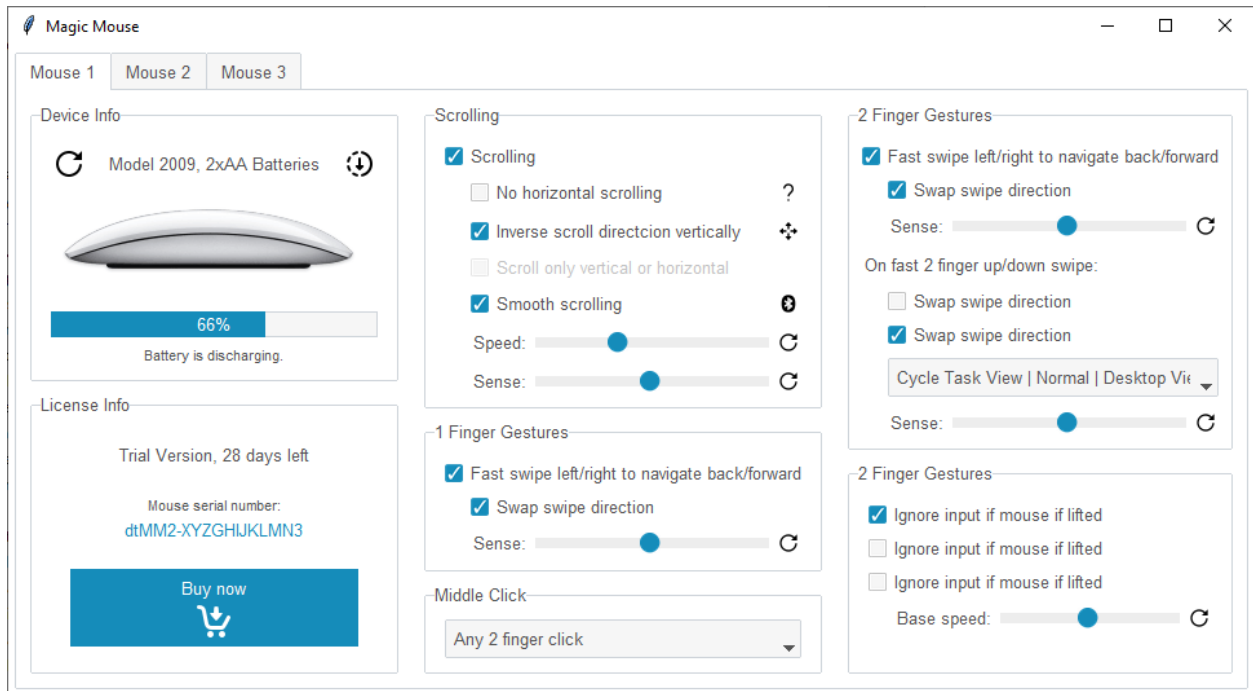 Magic Mouse
Mouse 1
Mouse 2
Mouse 3
Device Info
Model 2009, 2xAA Batteries
66%
Battery is discharging.
License Info
Trial Version, 28 days left
Mouse serial number:
dtMM2-XYZGHIJKLMN3
Buy now
Scrolling
Scrolling
No horizontal scrolling
?
Inverse scroll directcion vertically
Scroll only vertical or horizontal
Smooth scrolling
Speed:
Sense:
1 Finger Gestures
Fast swipe left/right to navigate back/forward
Swap swipe direction
Sense:
Middle Click
Any 2 finger click
2 Finger Gestures
Fast swipe left/right to navigate back/forward
Swap swipe direction
Sense:
On fast 2 finger up/down swipe:
Swap swipe direction
Swap swipe direction
Cycle Task View | Normal | Desktop Vie
Sense:
2 Finger Gestures
Ignore input if mouse if lifted
Ignore input if mouse if lifted
Ignore input if mouse if lifted
Base speed: